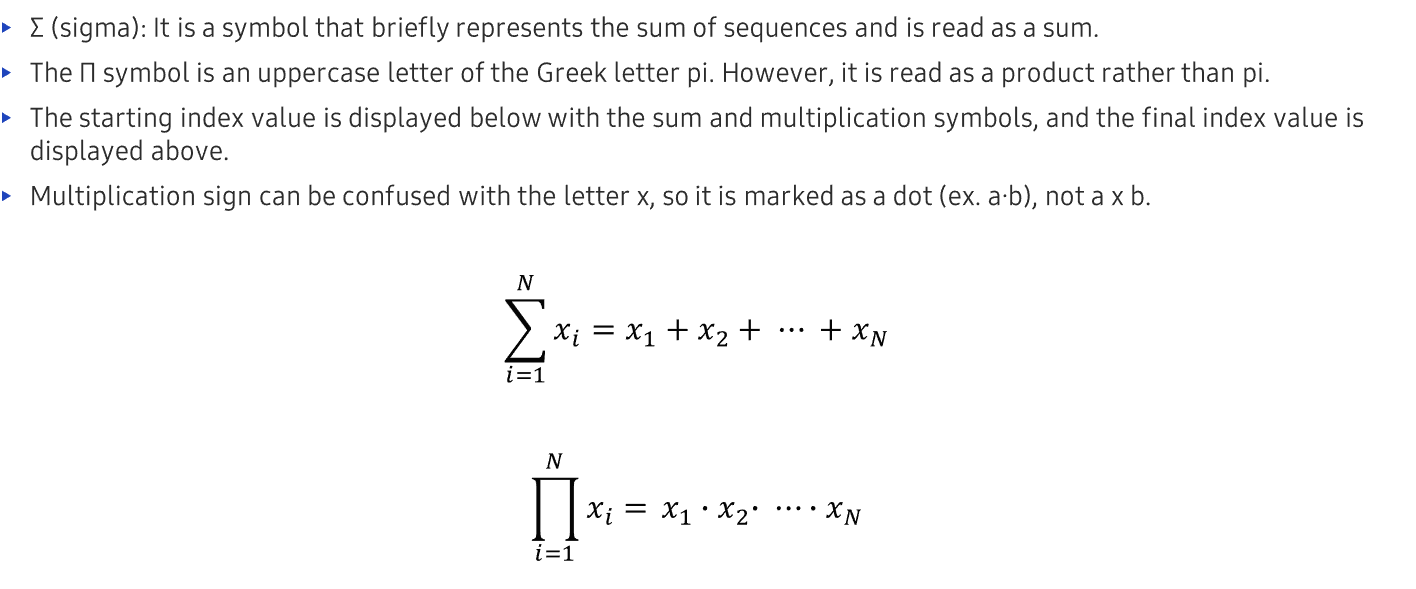 ▸ Σ (sigma): It is a symbol that briefly represents the sum of sequences and is read as a sum.
▸ The Π symbol is an uppercase letter of the Greek letter pi. However, it is read as a product rather than pi.
▸ The starting index value is displayed below with the sum and multiplication symbols, and the final index value is
displayed above.
▸ Multiplication sign can be confused with the letter x, so it is marked as a dot (ex. a·b), not a x b.
N
∑ xᵢ = x₁ + x₂ + ⋯ + x_N
i=1
N
∏ xᵢ = x₁ · x₂· ⋯ · x_N
i=1